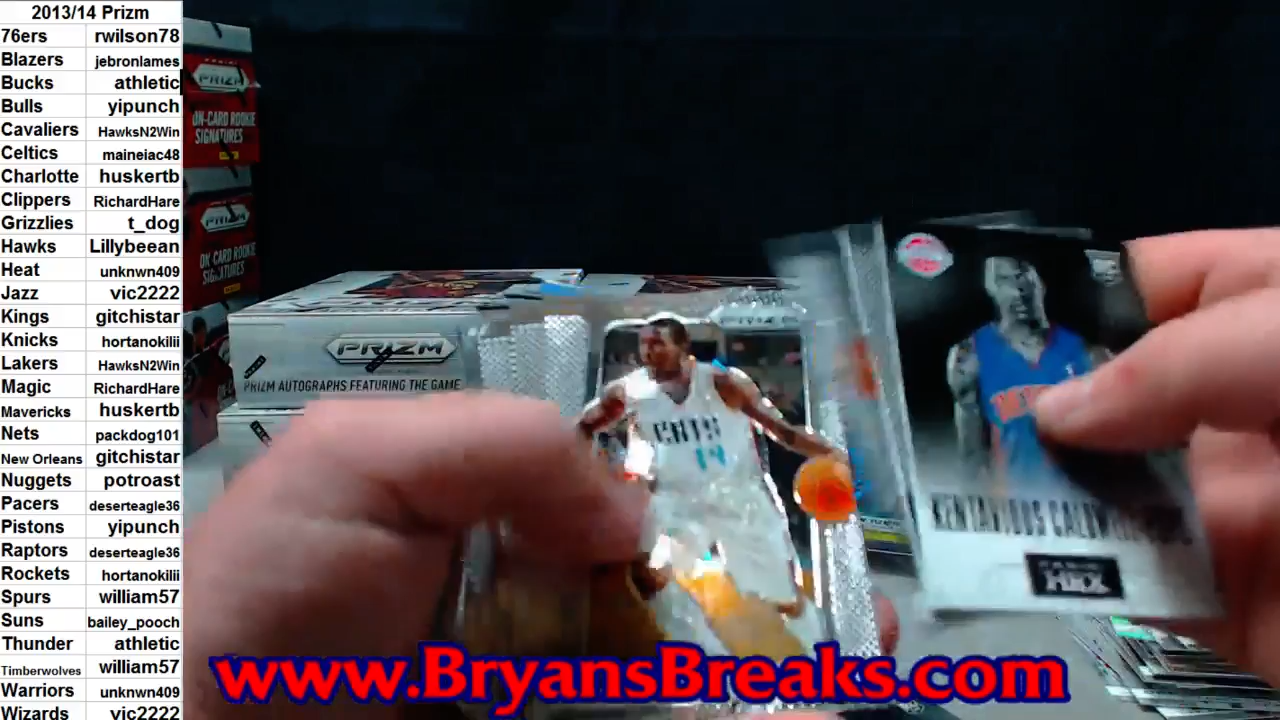 2013/14 Prizm
76ers rwilson78
Blazers jebronlames
Bucks athletic
Bulls yipunch
Cavaliers HawksN2Win
Celtics maineiac48
Charlotte huskertb
Clippers RichardHare
Grizzlies t_dog
Hawks Lillybeean
Heat unknwn409
Jazz vic2222
Kings gitchistar
Knicks hortanokilii
Lakers HawksN2Win
Magic RichardHare
Mavericks huskertb
Nets packdog101
New Orleans gitchistar
Nuggets potroast
Pacers deserteagle36
Pistons yipunch
Raptors deserteagle36
Rockets hortanokilii
Spurs william57
Suns bailey_pooch
Thunder athletic
Timberwolves william57
Warriors unknwn409
Wizards vic2222
PRIZM
ON-CARD ROOKIE
SIGNATURES
PRIZM
ON-CARD ROOKIE
SIGNATURES
PRIZM
PRIZM AUTOGRAPHS FEATURING THE GAME
CATS
14
KENTAVIOUS
HRX
www.BryansBreaks.com